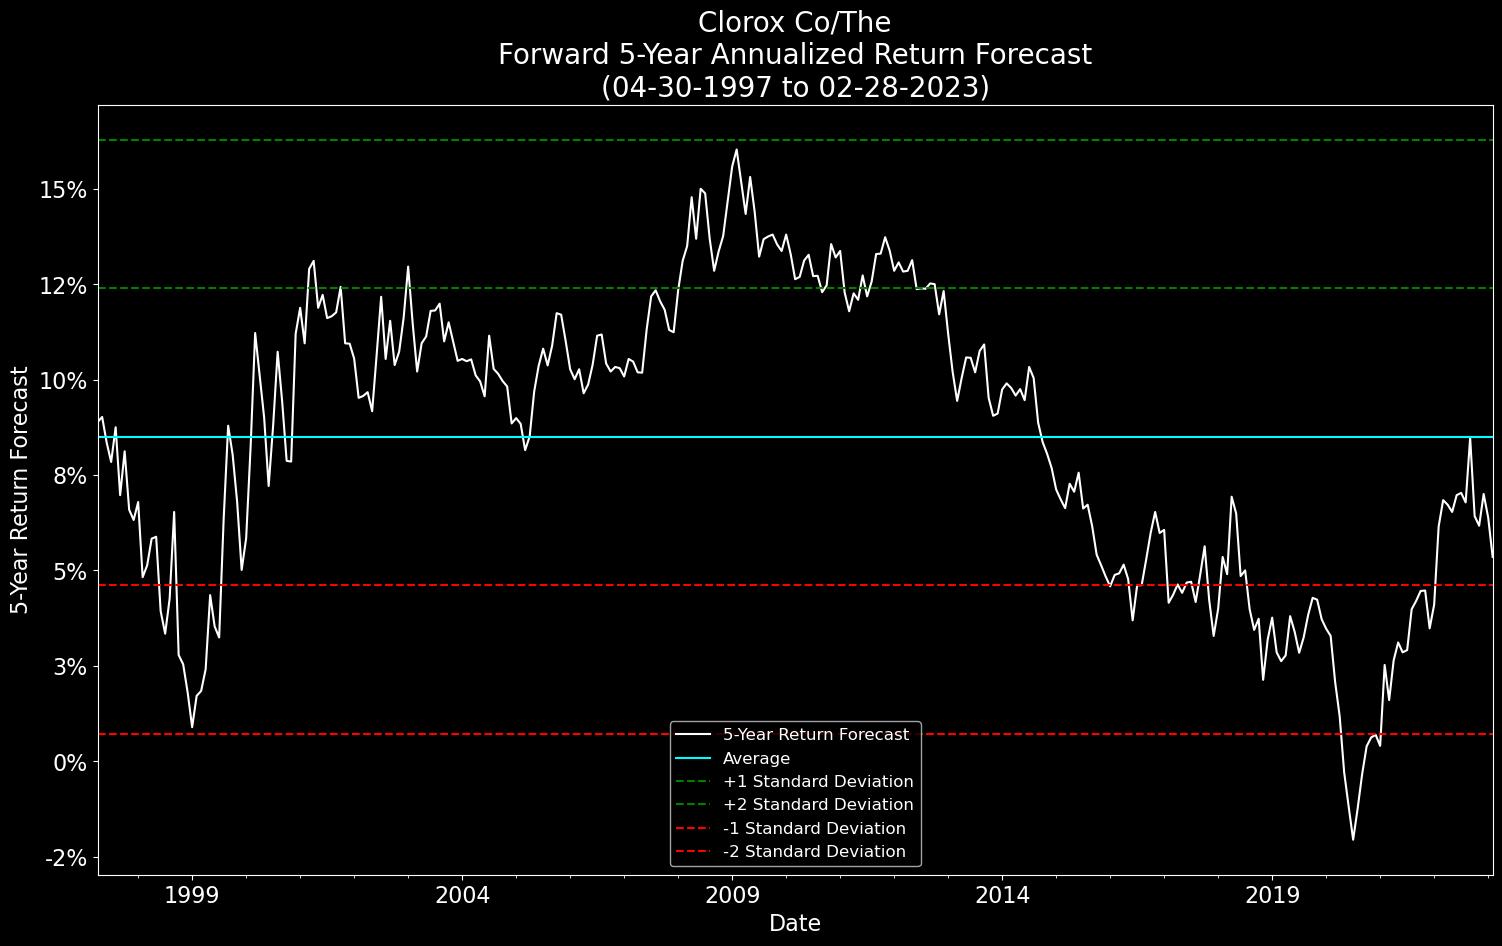 Clorox Co/The
Forward 5-Year Annualized Return Forecast
(04-30-1997 to 02-28-2023)
15%
12%
10%
8%
5%
3%
0%
-2%
5-Year Return Forecast
5-Year Return Forecast
Average
+1 Standard Deviation
+2 Standard Deviation
-1 Standard Deviation
-2 Standard Deviation
1999 2004 2009 2014 2019
Date